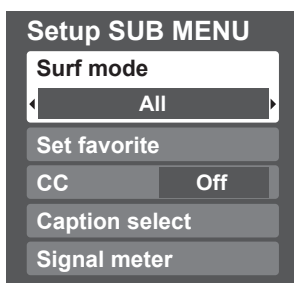 Setup SUB MENU
Surf mode
All
Set favorite
CC Off
Caption select
Signal meter